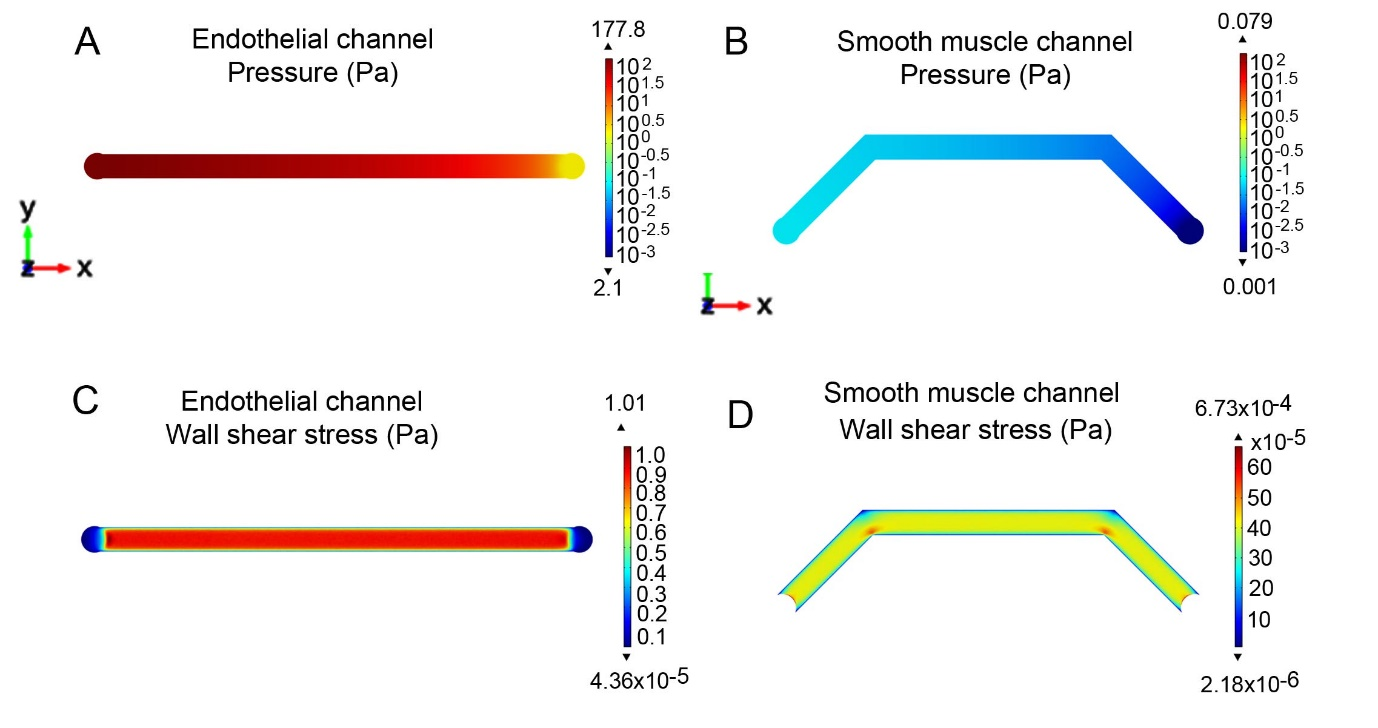 A
Endothelial channel
Pressure (Pa)
177.8
10^2
10^1.5
10^1
10^0.5
10^0
10^-0.5
10^-1
10^-1.5
10^-2
10^-2.5
10^-3
2.1
y
z
x
B
Smooth muscle channel
Pressure (Pa)
0.079
10^2
10^1.5
10^1
10^0.5
10^0
10^-0.5
10^-1
10^-1.5
10^-2
10^-2.5
10^-3
0.001
z
x
C
Endothelial channel
Wall shear stress (Pa)
1.01
1.0
0.9
0.8
0.7
0.6
0.5
0.4
0.3
0.2
0.1
4.36x10^-5
D
Smooth muscle channel
Wall shear stress (Pa)
6.73x10^-4
x10^-5
60
50
40
30
20
10
2.18x10^-6